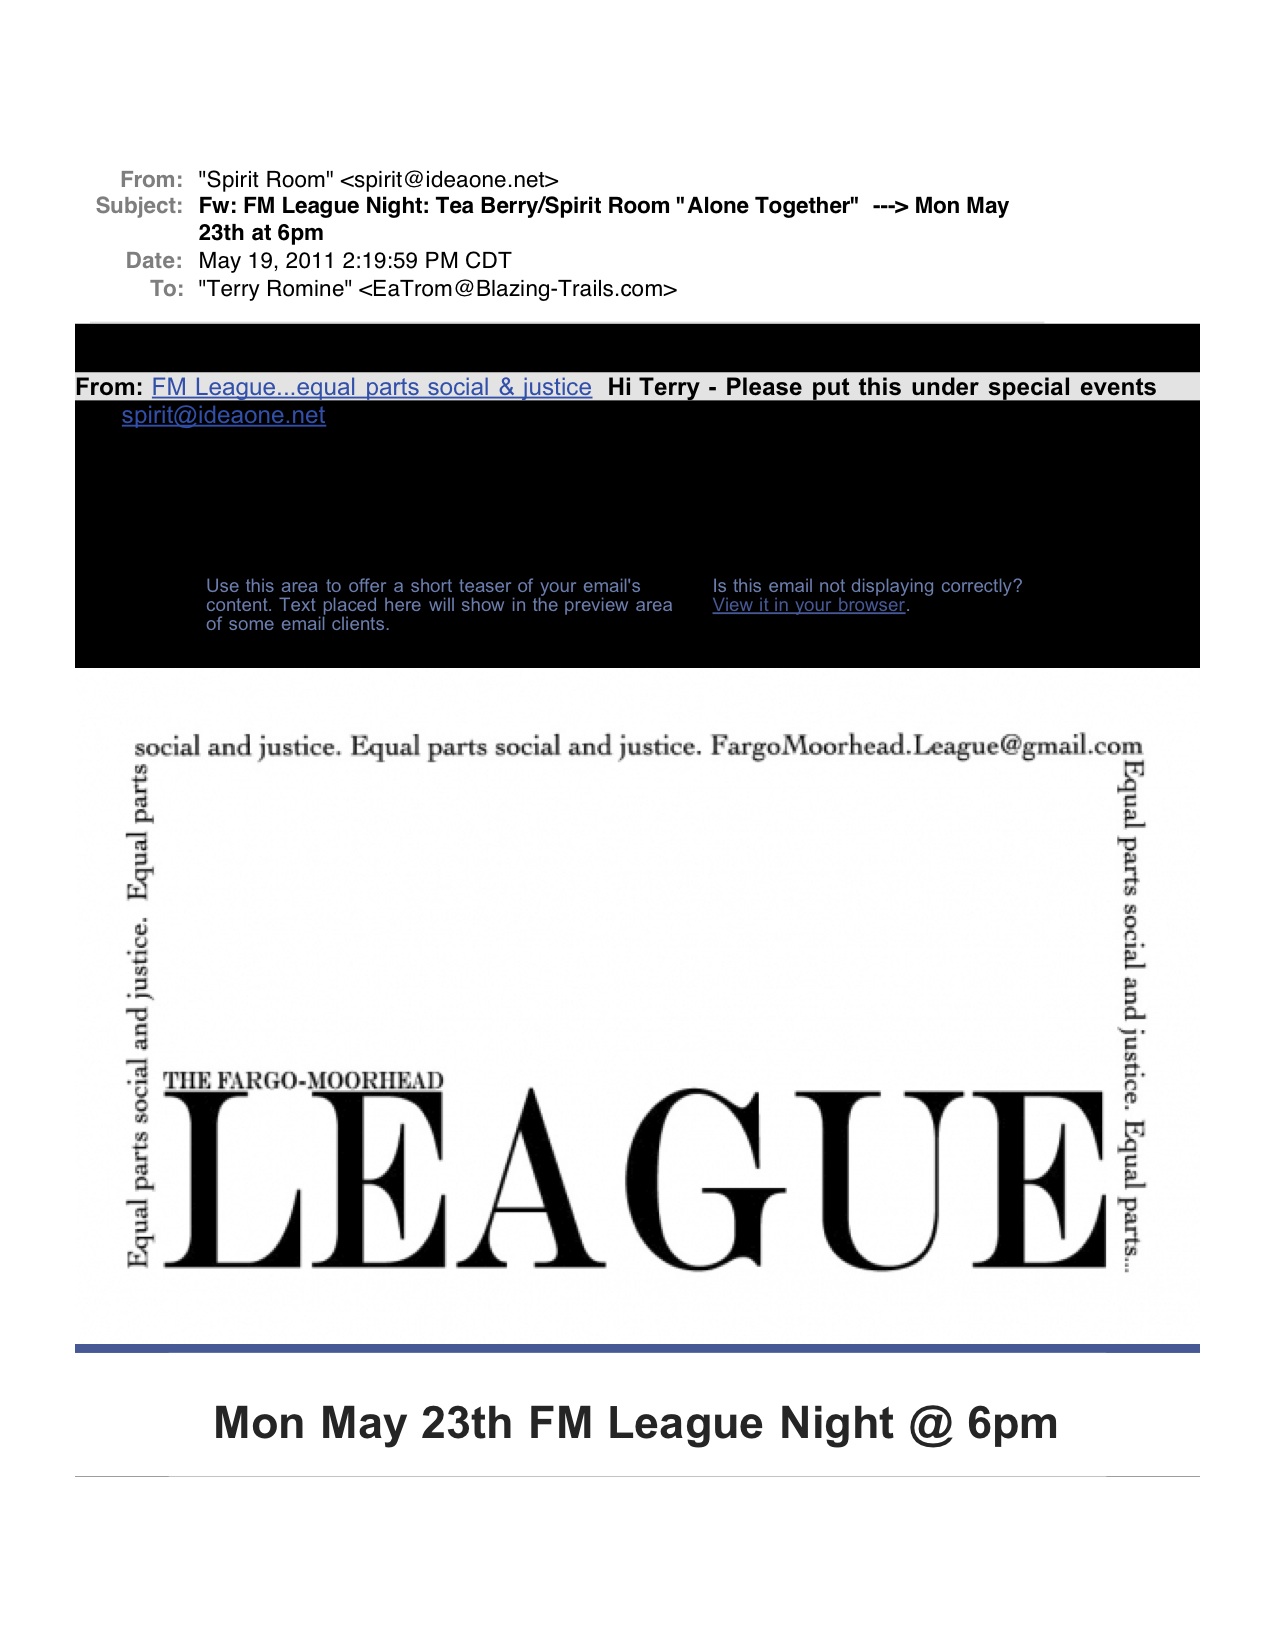 From: "Spirit Room" <spirit@ideaone.net>
Subject: Fw: FM League Night: Tea Berry/Spirit Room "Alone Together" ---> Mon May
23th at 6pm
Date: May 19, 2011 2:19:59 PM CDT
To: "Terry Romine" <EaTrom@Blazing-Trails.com>
From: FM League...equal parts social & justice Hi Terry - Please put this under special events
spirit@ideaone.net
Use this area to offer a short teaser of your email's
content. Text placed here will show in the preview area
of some email clients.
Is this email not displaying correctly?
View it in your browser.
Equal parts social and justice. Equal parts
social and justice. Equal parts social and justice. FargoMoorhead.League@gmail.com
Equal parts social and justice. Equal parts...
THE FARGO-MOORHEAD
LEAGUE
Mon May 23th FM League Night @ 6pm